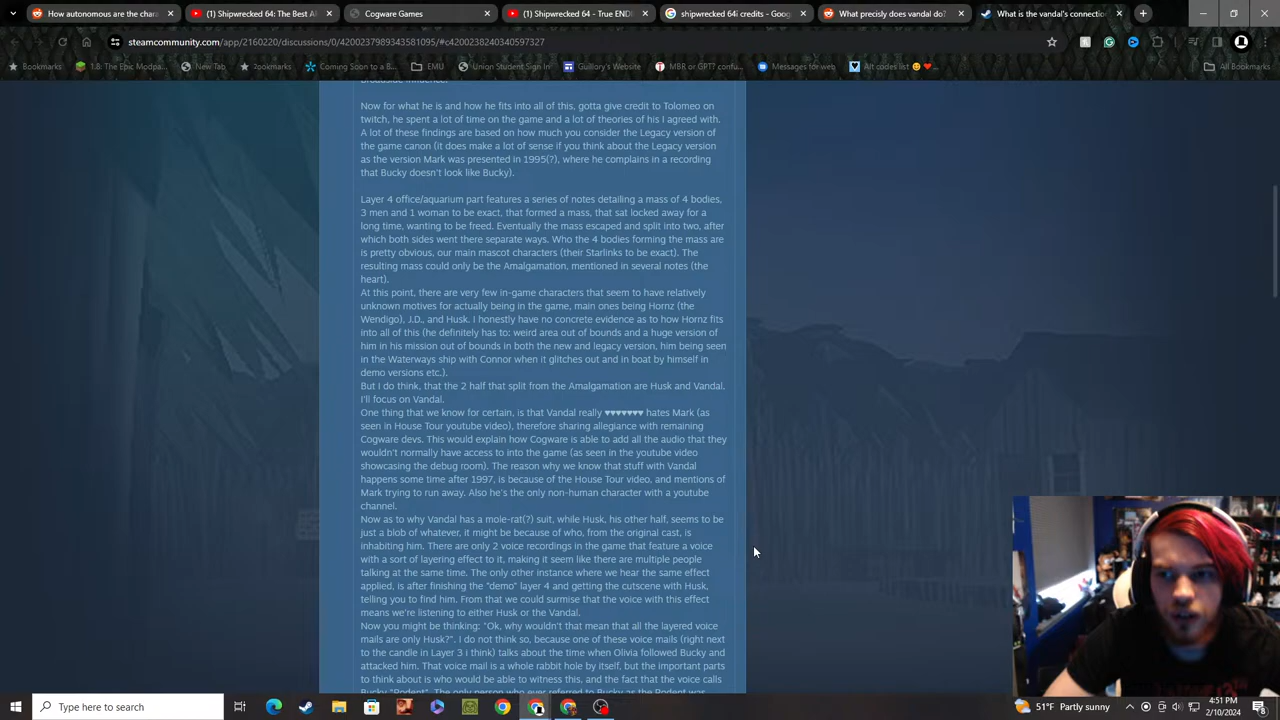 How autonomous are the chara
(1) Shipwrecked 64: The Best A
Cogware Games
(1) Shipwrecked 64 - True END
shipwrecked 64i credits - Goog
What precisly does vandal do?
What is the vandal's connectio
steamcommunity.com/app/2160220/discussions/0/4200237989343581095/#c4200238240340597327
Bookmarks
1.8: The Epic Modpa...
New Tab
2ookmarks
Coming Soon to a B...
EMU
Union Student Sign In
Guillory's Website
MBR or GPT? confu...
Messages for web
Alt codes list
All Bookmarks
Broadside influence.
Now for what he is and how he fits into all of this, gotta give credit to Tolomeo on
twitch, he spent a lot of time on the game and a lot of theories of his I agreed with.
A lot of these findings are based on how much you consider the Legacy version of
the game canon (it does make a lot of sense if you think about the Legacy version
as the version Mark was presented in 1995(?), where he complains in a recording
that Bucky doesn't look like Bucky).
Layer 4 office/aquarium part features a series of notes detailing a mass of 4 bodies,
3 men and 1 woman to be exact, that formed a mass, that sat locked away for a
long time, wanting to be freed. Eventually the mass escaped and split into two, after
which both sides went there separate ways. Who the 4 bodies forming the mass are
is pretty obvious, our main mascot characters (their Starlinks to be exact). The
resulting mass could only be the Amalgamation, mentioned in several notes (the
heart).
At this point, there are very few in-game characters that seem to have relatively
unknown motives for actually being in the game, main ones being Hornz (the
Wendigo), J.D., and Husk. I honestly have no concrete evidence as to how Hornz fits
into all of this (he definitely has to: weird area out of bounds and a huge version of
him in his mission out of bounds in both the new and legacy version, him being seen
in the Waterways ship with Connor when it glitches out and in boat by himself in
demo versions etc.).
But I do think, that the 2 half that split from the Amalgamation are Husk and Vandal.
I'll focus on Vandal.
One thing that we know for certain, is that Vandal really ♥♥♥♥♥♥♥ hates Mark (as
seen in House Tour youtube video), therefore sharing allegiance with remaining
Cogware devs. This would explain how Cogware is able to add all the audio that they
wouldn't normally have access to into the game (as seen in the youtube video
showcasing the debug room). The reason why we know that stuff with Vandal
happens some time after 1997, is because of the House Tour video, and mentions of
Mark trying to run away. Also he's the only non-human character with a youtube
channel.
Now as to why Vandal has a mole-rat(?) suit, while Husk, his other half, seems to be
just a blob of whatever, it might be because of who, from the original cast, is
inhabiting him. There are only 2 voice recordings in the game that feature a voice
with a sort of layering effect to it, making it seem like there are multiple people
talking at the same time. The only other instance where we hear the same effect
applied, is after finishing the "demo" layer 4 and getting the cutscene with Husk,
telling you to find him. From that we could surmise that the voice with this effect
means we're listening to either Husk or the Vandal.
Now you might be thinking: "Ok, why wouldn't that mean that all the layered voice
mails are only Husk?". I do not think so, because one of these voice mails (right next
to the candle in Layer 3 i think) talks about the time when Olivia followed Bucky and
attacked him. That voice mail is a whole rabbit hole by itself, but the important parts
to think about is who would be able to witness this, and the fact that the voice calls
Bucky "Rodent". The only person who ever referred to Bucky as the Rodent was
Type here to search
51°F Partly sunny
4:51 PM
2/10/2024